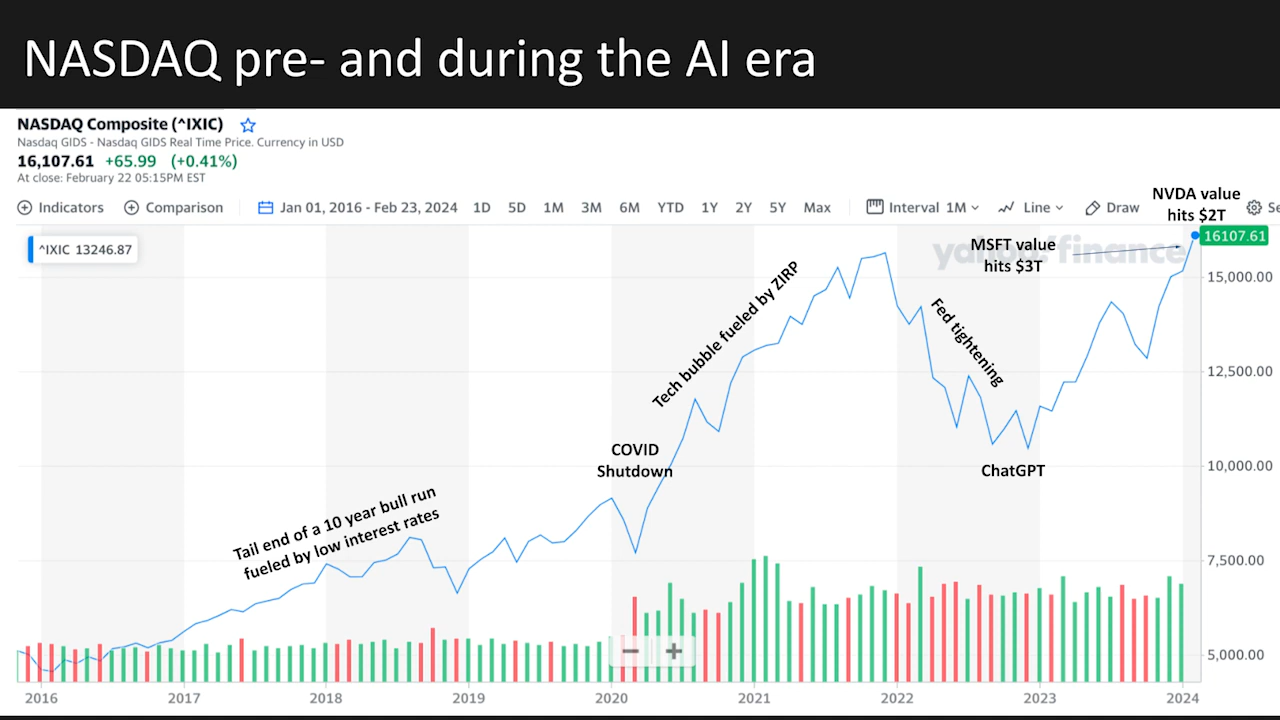 NASDAQ pre- and during the AI era
NASDAQ Composite (^IXIC)
Nasdaq GIDS - Nasdaq GIDS Real Time Price. Currency in USD
16,107.61 +65.99 (+0.41%)
At close: February 22 05:15PM EST
Indicators Comparison Jan 01, 2016 - Feb 23, 2024 1D 5D 1M 3M 6M YTD 1Y 2Y 5Y Max Interval 1M Line Draw Se
NVDA value
hits $2T
^IXIC 13246.87
16107.61
yahoo!finance
MSFT value
hits $3T
15,000.00
Tech bubble fueled by ZIRP
Fed tightening
12,500.00
COVID
Shutdown
ChatGPT
10,000.00
Tail end of a 10 year bull run
fueled by low interest rates
7,500.00
− +
5,000.00
2016 2017 2018 2019 2020 2021 2022 2023 2024